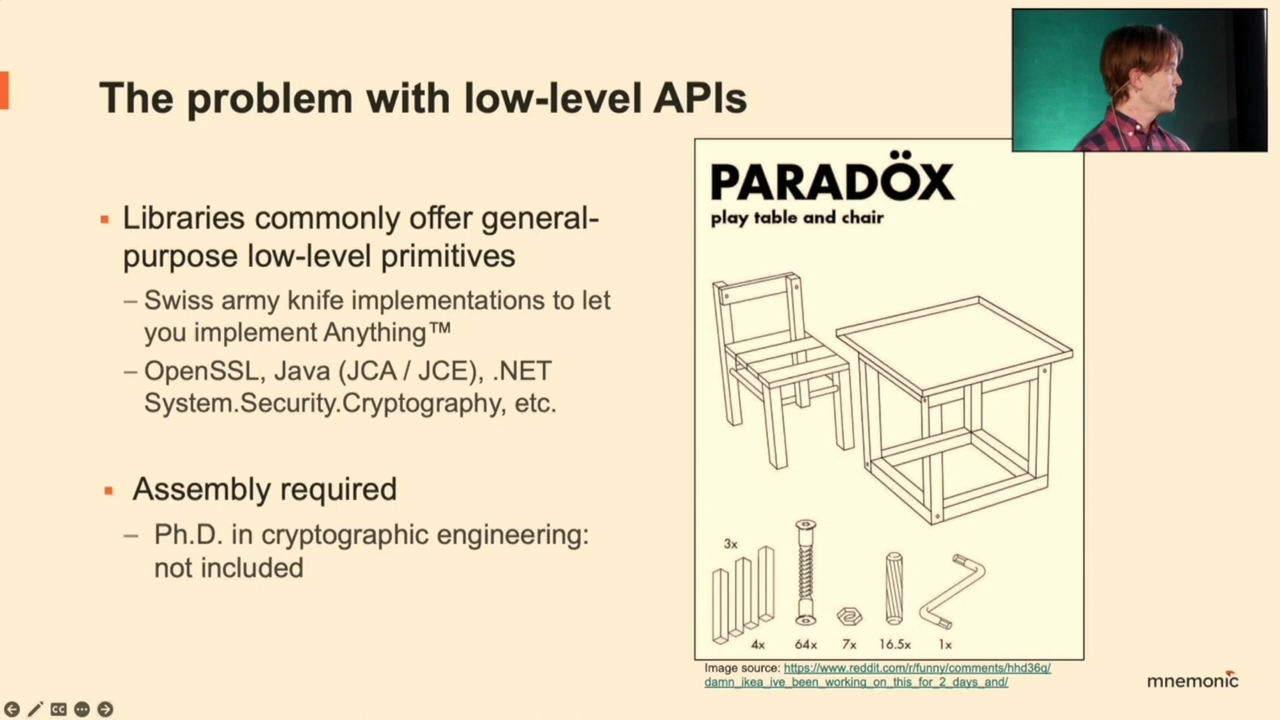 The problem with low-level APIs
▪ Libraries commonly offer general-
purpose low-level primitives
– Swiss army knife implementations to let
you implement Anything™
– OpenSSL, Java (JCA / JCE), .NET
System.Security.Cryptography, etc.
▪ Assembly required
– Ph.D. in cryptographic engineering:
not included
PARADÖX
play table and chair
3x
4x 64x 7x 16.5x 1x
Image source: https://www.reddit.com/r/funny/comments/hhd36q/
damn_ikea_ive_been_working_on_this_for_2_days_and/
mnemonic
CC